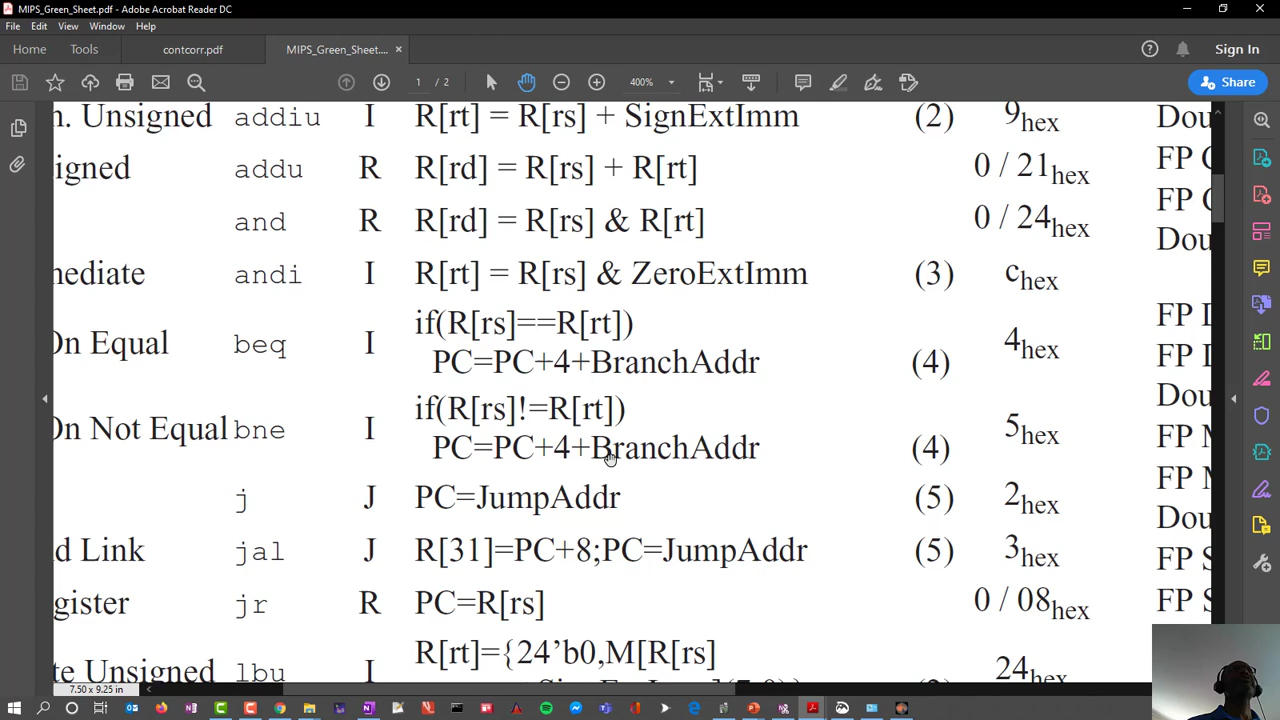 MIPS_Green_Sheet.pdf - Adobe Acrobat Reader DC
File Edit View Window Help
Home Tools contcorr.pdf MIPS_Green_Sheet.... × Sign In
1 / 2 400% Share
n. Unsigned addiu I R[rt] = R[rs] + SignExtImm (2) 9hex Dou
igned addu R R[rd] = R[rs] + R[rt] 0 / 21hex FP C
and R R[rd] = R[rs] & R[rt] 0 / 24hex FP C
Dou
mediate andi I R[rt] = R[rs] & ZeroExtImm (3) chex
On Equal beq I if(R[rs]==R[rt]) 4hex FP D
PC=PC+4+BranchAddr (4) FP D
Dou
On Not Equal bne I if(R[rs]!=R[rt]) 5hex FP M
PC=PC+4+BranchAddr (4)
FP M
j J PC=JumpAddr (5) 2hex Dou
d Link jal J R[31]=PC+8;PC=JumpAddr (5) 3hex FP S
gister jr R PC=R[rs] 0 / 08hex FP S
te Unsigned lbu I R[rt]={24’b0,M[R[rs] 24hex
7.50 x 9.25 in